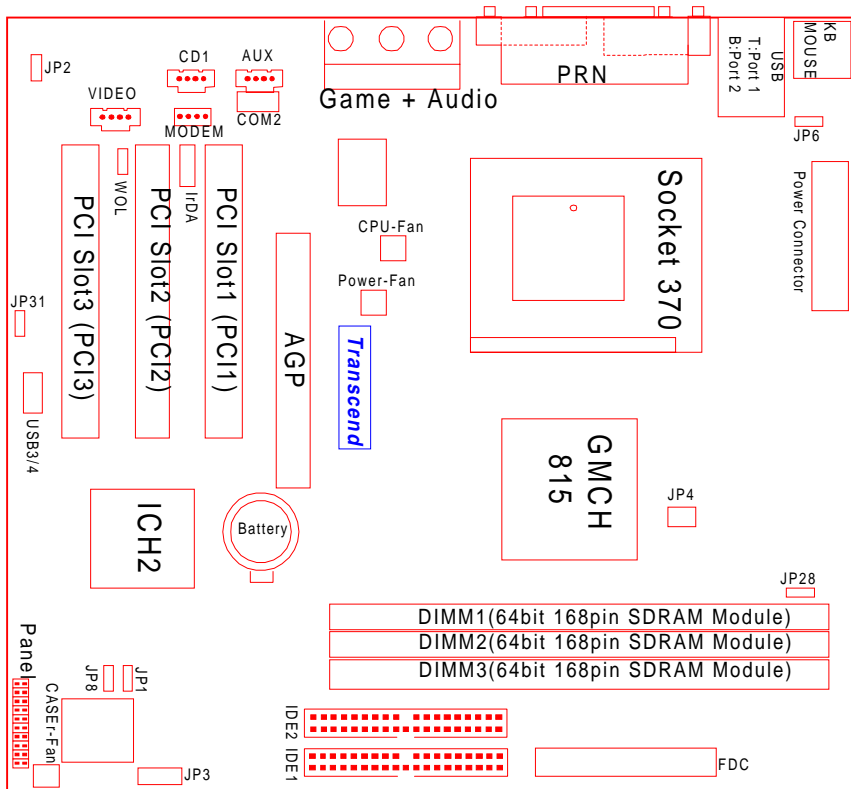 JP2
CD1
AUX
VIDEO
MODEM
COM2
Game + Audio
PRN
USB
T:Port 1
B:Port 2
KB
MOUSE
JP6
WOL
IrDA
PCI Slot3 (PCI3)
PCI Slot2 (PCI2)
PCI Slot1 (PCI1)
CPU-Fan
Power-Fan
AGP
Transcend
Socket 370
Power Connector
JP31
USB3/4
ICH2
Battery
GMCH
815
JP4
JP28
DIMM1(64bit 168pin SDRAM Module)
DIMM2(64bit 168pin SDRAM Module)
DIMM3(64bit 168pin SDRAM Module)
Panel
CASEr-Fan
JP8
JP1
JP3
IDE2
IDE1
FDC